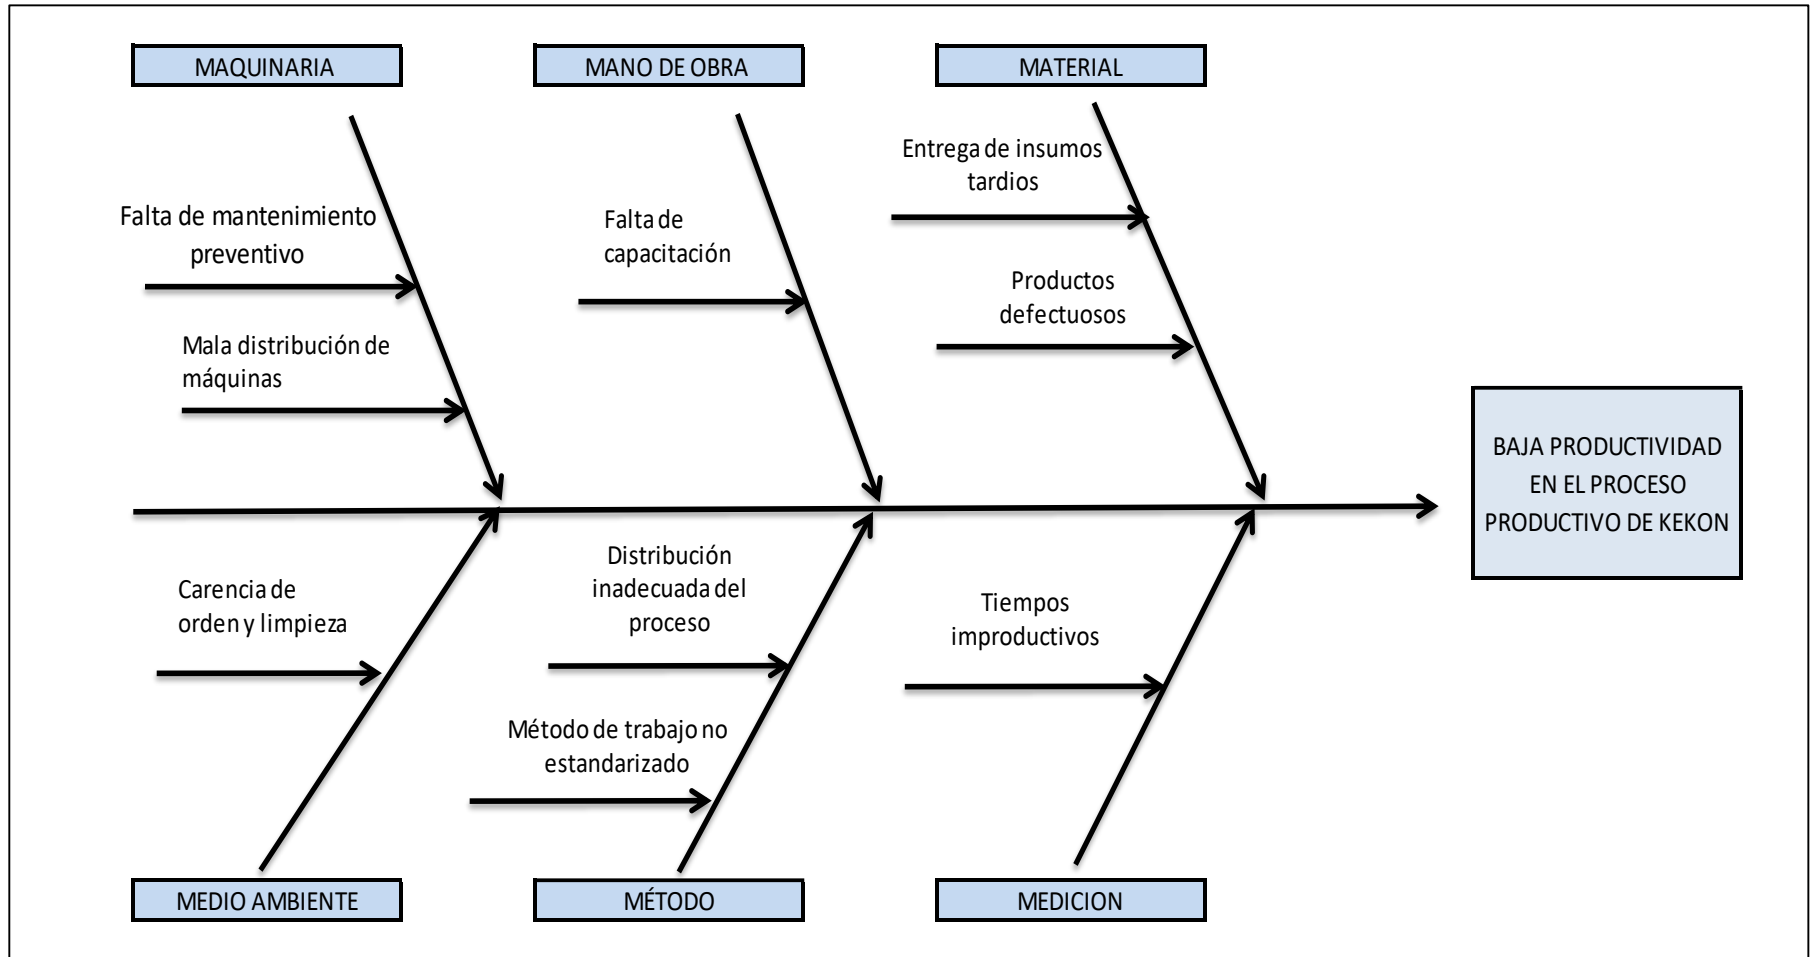 MAQUINARIA
MANO DE OBRA
MATERIAL
Entrega de insumos
tardios
Falta de mantenimiento
preventivo
Falta de
capacitación
Productos
defectuosos
Mala distribución de
máquinas
BAJA PRODUCTIVIDAD
EN EL PROCESO
PRODUCTIVO DE KEKON
Carencia de
orden y limpieza
Distribución
inadecuada del
proceso
Tiempos
improductivos
Método de trabajo no
estandarizado
MEDIO AMBIENTE
MÉTODO
MEDICION